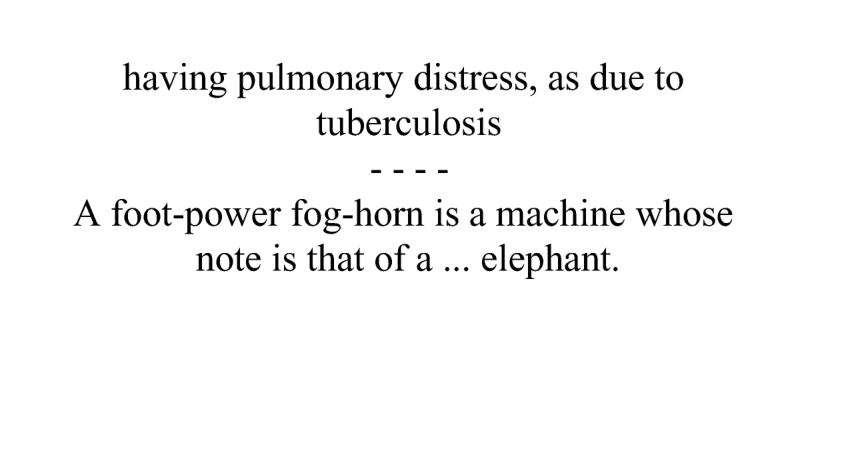 having pulmonary distress, as due to
tuberculosis
- - - -
A foot-power fog-horn is a machine whose
note is that of a ... elephant.